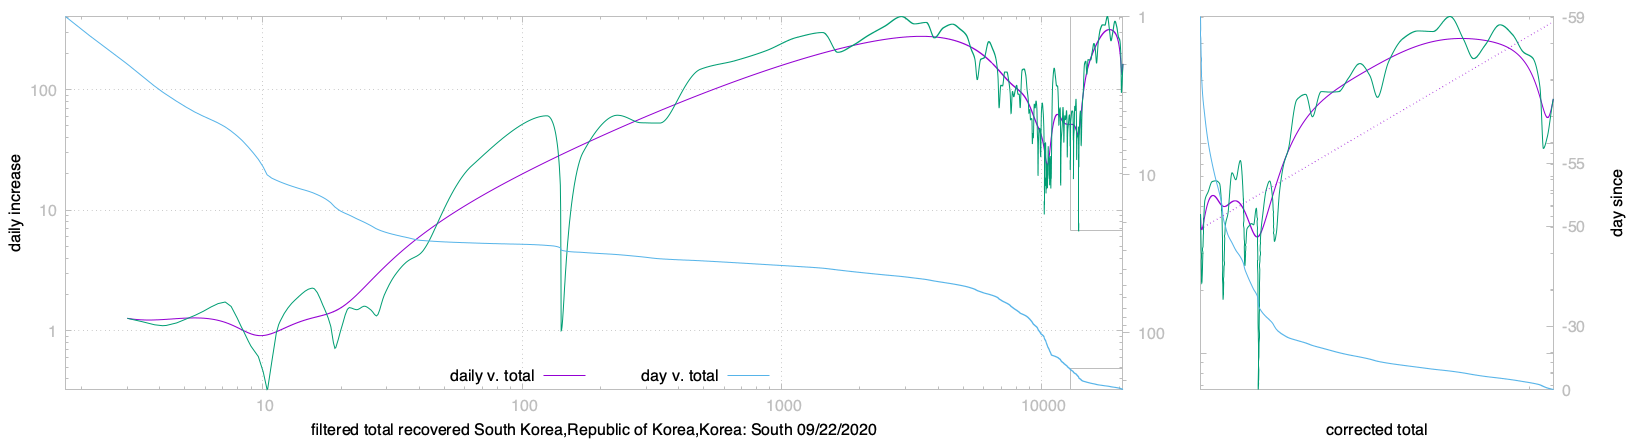 daily increase
100
10
1
10
100
1000
10000
1
10
100
daily v. total
day v. total
filtered total recovered South Korea,Republic of Korea,Korea: South 09/22/2020
-59
-55
-50
-30
0
day since
corrected total